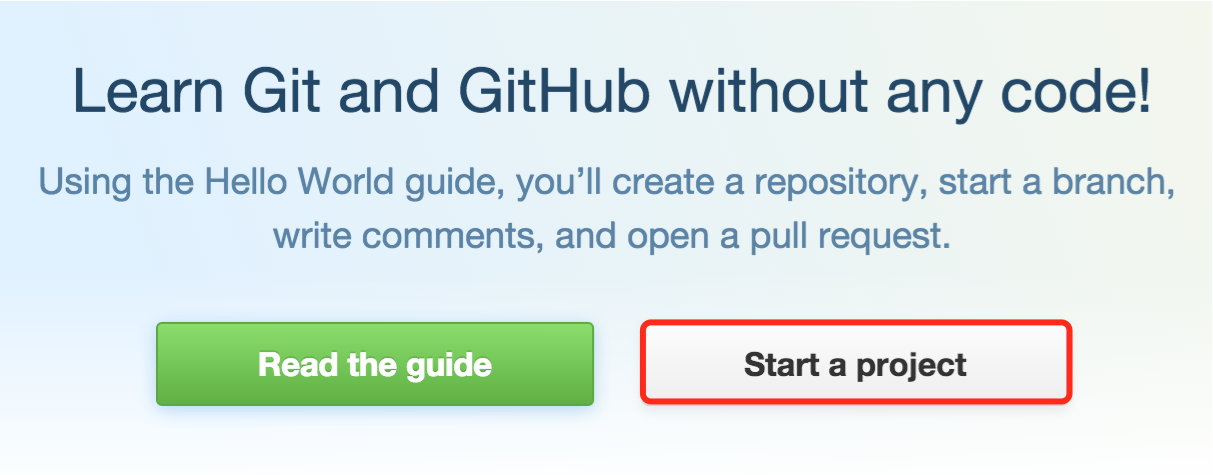 Learn Git and GitHub without any code!
Using the Hello World guide, you’ll create a repository, start a branch,
write comments, and open a pull request.
Read the guide
Start a project